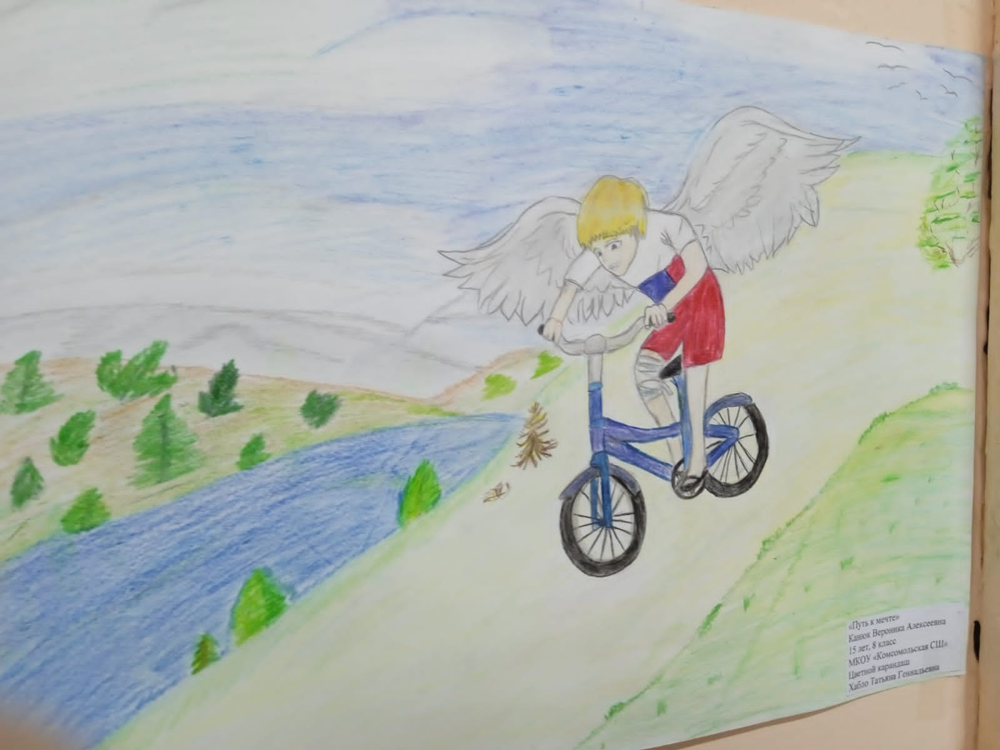 «Путь к мечте»
Канюк Вероника Алексеевна
15 лет, 8 класс
МКОУ «Комсомольская СШ»
Цветной карандаш
Хабло Татьяна Геннадьевна